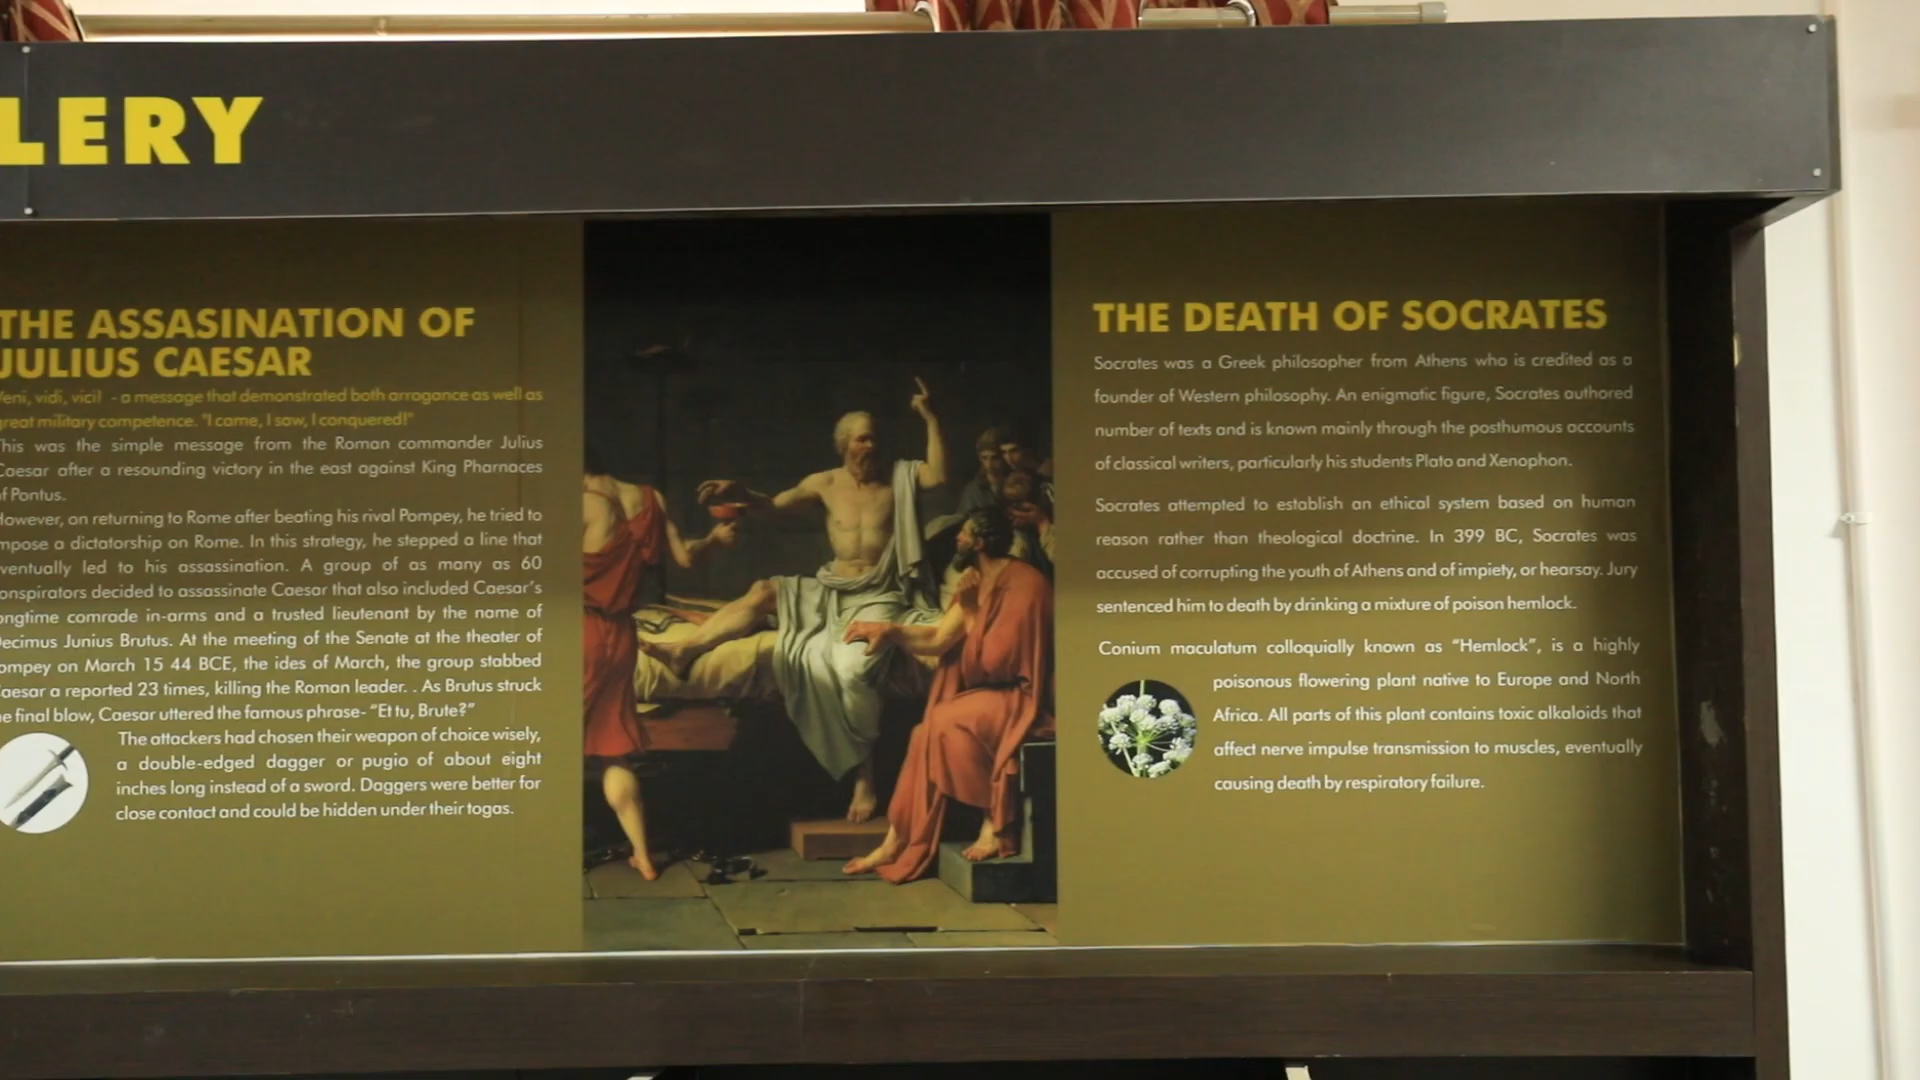 LERY
THE ASSASINATION OF
JULIUS CAESAR
Veni, vidi, vici! - a message that demonstrated both arrogance as well as
great military competence. "I came, I saw, I conquered!"
This was the simple message from the Roman commander Julius
Caesar after a resounding victory in the east against King Pharnaces
of Pontus.
However, on returning to Rome after beating his rival Pompey, he tried to
impose a dictatorship on Rome. In this strategy, he stepped a line that
eventually led to his assassination. A group of as many as 60
conspirators decided to assassinate Caesar that also included Caesar's
longtime comrade in-arms and a trusted lieutenant by the name of
Decimus Junius Brutus. At the meeting of the Senate at the theater of
Pompey on March 15 44 BCE, the ides of March, the group stabbed
Caesar a reported 23 times, killing the Roman leader. . As Brutus struck
he final blow, Caesar uttered the famous phrase- "Et tu, Brute?"
The attackers had chosen their weapon of choice wisely,
a double-edged dagger or pugio of about eight
inches long instead of a sword. Daggers were better for
close contact and could be hidden under their togas.
THE DEATH OF SOCRATES
Socrates was a Greek philosopher from Athens who is credited as a
founder of Western philosophy. An enigmatic figure, Socrates authored
number of texts and is known mainly through the posthumous accounts
of classical writers, particularly his students Plato and Xenophon.
Socrates attempted to establish an ethical system based on human
reason rather than theological doctrine. In 399 BC, Socrates was
accused of corrupting the youth of Athens and of impiety, or hearsay. Jury
sentenced him to death by drinking a mixture of poison hemlock.
Conium maculatum colloquially known as "Hemlock", is a highly
poisonous flowering plant native to Europe and North
Africa. All parts of this plant contains toxic alkaloids that
affect nerve impulse transmission to muscles, eventually
causing death by respiratory failure.